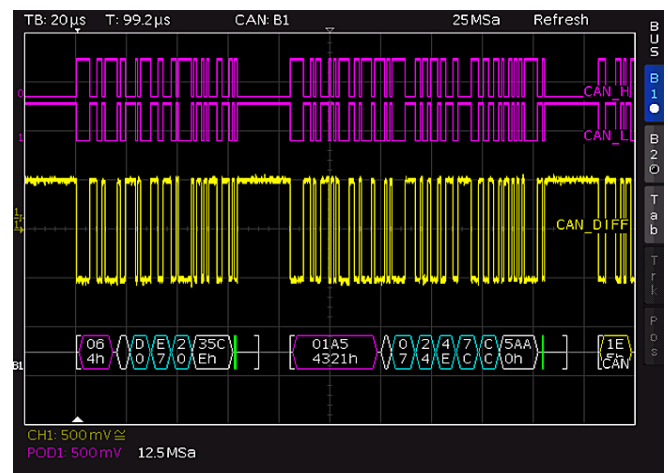 TB: 20µs T: 99.2µs CAN: B1 25MSa Refresh
BUS
B1
B2
Tab
Trk
Pos
0
CAN_H
1
CAN_L
CAN_DIFF
06 D E 2 35C 01A5 0 2 4 7 C 5AA 1E
4h 0 7 0 Eh 4321h 7 4 E C C 0h
B1
CAN
CH1: 500mV≅
POD1: 500mV 12.5MSa